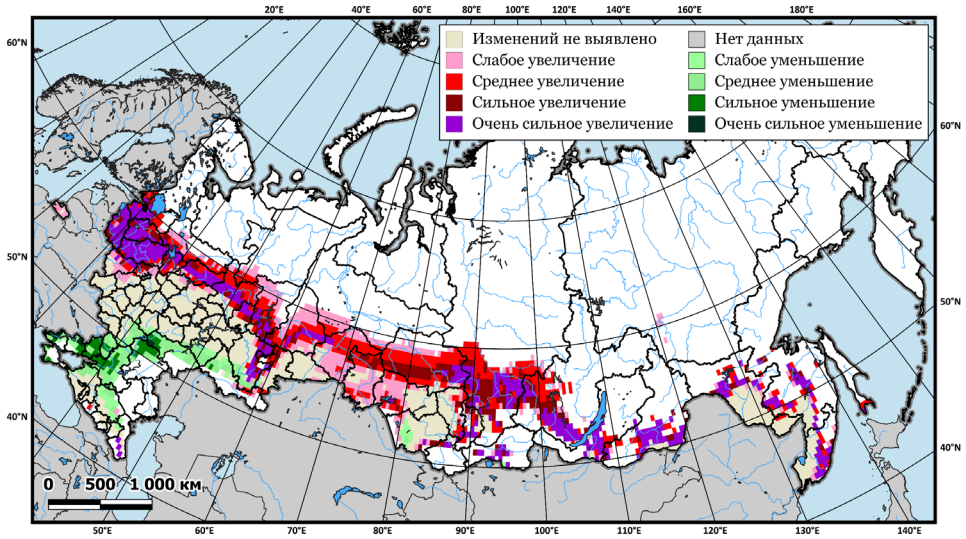 20°E 40°E 60°E 80°E 100°E 120°E 140°E 160°E 180°E
60°N
50°N
40°N
60°N
50°N
40°N
Изменений не выявлено
Слабое увеличение
Среднее увеличение
Сильное увеличение
Очень сильное увеличение
Нет данных
Слабое уменьшение
Среднее уменьшение
Сильное уменьшение
Очень сильное уменьшение
0 500 1 000 км
50°E 60°E 70°E 80°E 90°E 100°E 110°E 120°E 130°E 140°E